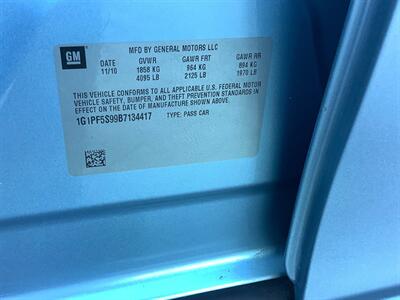 GM
MFD BY GENERAL MOTORS LLC
DATE GVWR GAWR FRT GAWR RR
11/10 1858 KG 964 KG 894 KG
4095 LB 2125 LB 1970 LB
THIS VEHICLE CONFORMS TO ALL APPLICABLE U.S. FEDERAL MOTOR
VEHICLE SAFETY, BUMPER, AND THEFT PREVENTION STANDARDS IN
EFFECT ON THE DATE OF MANUFACTURE SHOWN ABOVE.
1G1PF5S99B7134417 TYPE: PASS CAR